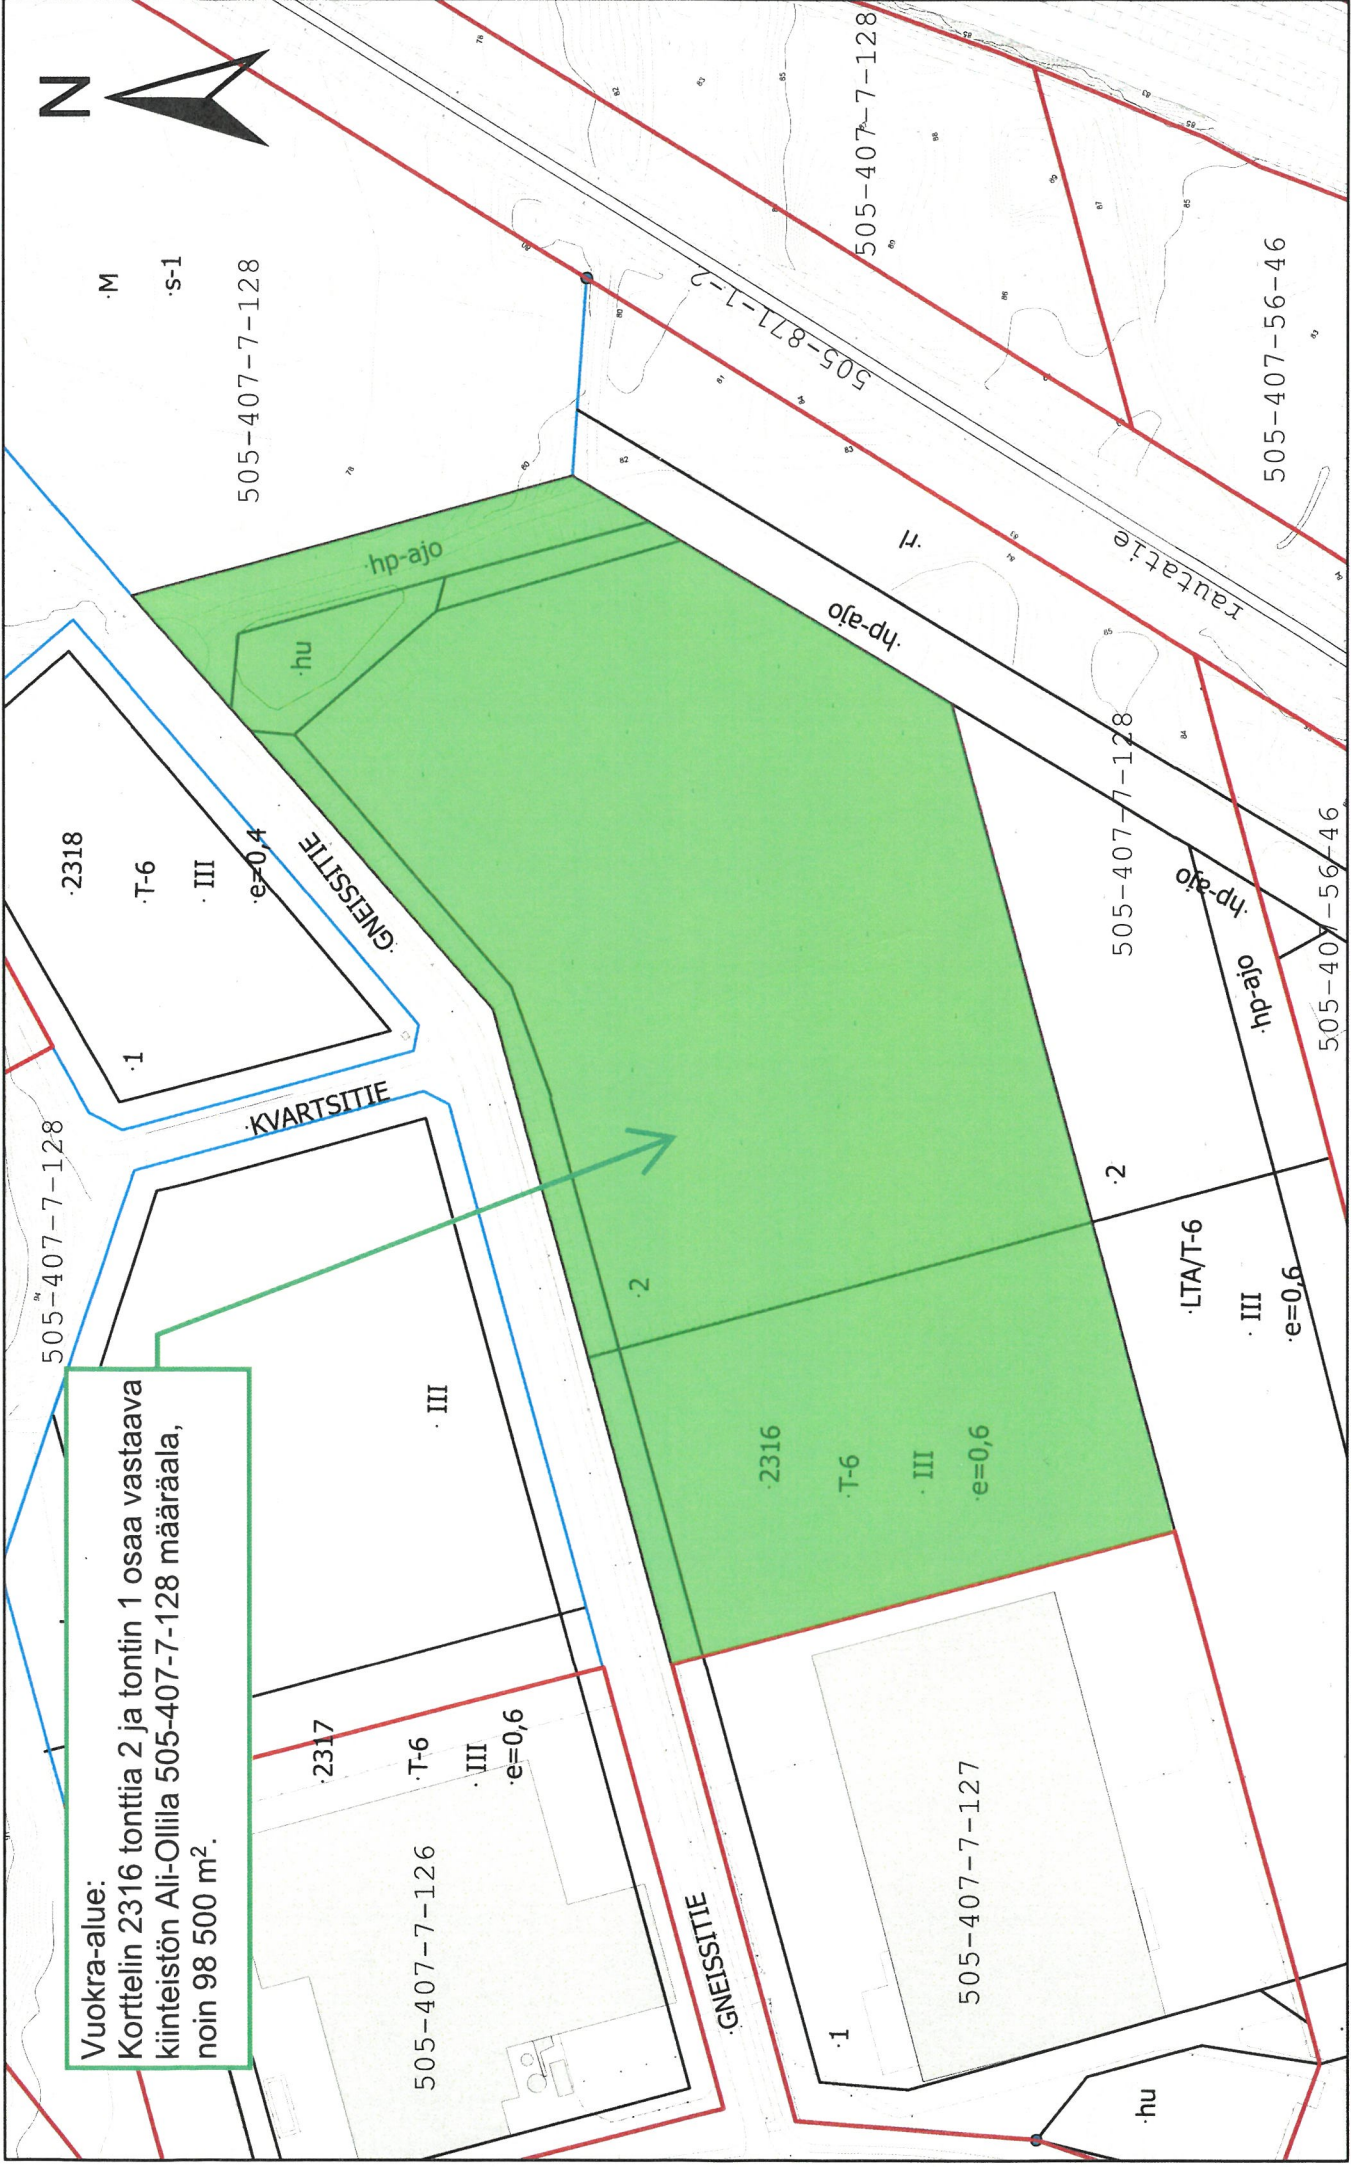 Vuokra-alue:
Korttelin 2316 tonttia 2 ja tontin 1 osaa vastaava
kiinteistön Ali-Ollila 505-407-7-128 määräala,
noin 98 500 m².
N
·M
·s-1
505-407-7-128
505-407-7-128
505-407-7-128
505-871-1-2
rautatie
505-407-56-46
·2318
·T-6
·III
·e=0,4
·1
·GNEISSITIE
·KVARTSITIE
·hp-ajo
·hu
·rl
·hp-ajo
·III
·2
·2316
·T-6
·III
·e=0,6
505-407-7-128
·hp-ajo
·hp-ajo
505-407-56-46
·2
·LTA/T-6
·III
·e=0,6
·2317
·T-6
·III
·e=0,6
505-407-7-126
·GNEISSITIE
505-407-7-127
·1
·hu